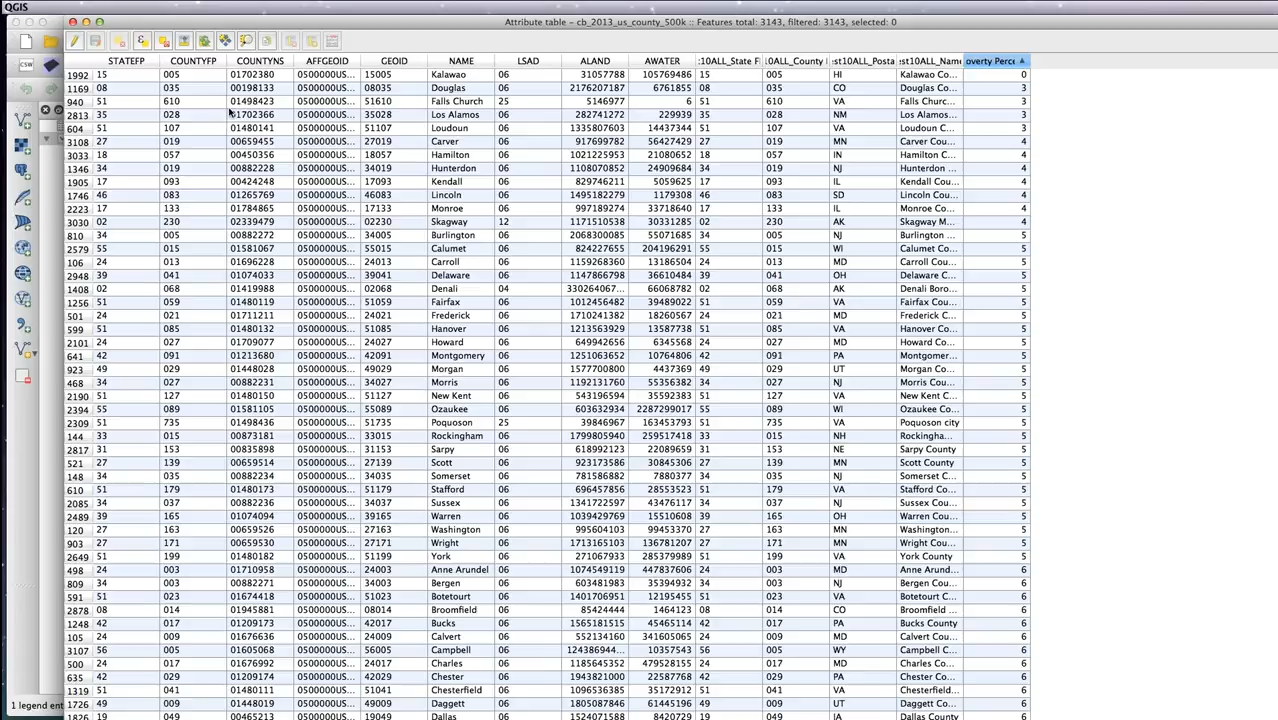 QGIS
Attribute table - cb_2013_us_county_500k :: Features total: 3143, filtered: 3143, selected: 0
STATEFP COUNTYFP COUNTYNS AFFGEOID GEOID NAME LSAD ALAND AWATER :10ALL_State F 10ALL_County est10ALL_Posta est10ALL_Name overty Perce
1992 15 005 01702380 0500000US... 15005 Kalawao 06 31057788 105769486 15 005 HI Kalawao Co... 0
1169 08 035 00198133 0500000US... 08035 Douglas 06 2176207187 6761855 08 035 CO Douglas Co... 3
940 51 610 01498423 0500000US... 51610 Falls Church 25 5146977 6 51 610 VA Falls Churc... 3
2813 35 028 01702366 0500000US... 35028 Los Alamos 06 282741272 229939 35 028 NM Los Alamos... 3
604 51 107 01480141 0500000US... 51107 Loudoun 06 1335807603 14437344 51 107 VA Loudoun C... 3
3108 27 019 00659455 0500000US... 27019 Carver 06 917699782 56427429 27 019 MN Carver Cou... 4
3033 18 057 00450356 0500000US... 18057 Hamilton 06 1021225953 21080652 18 057 IN Hamilton C... 4
1346 34 019 00882228 0500000US... 34019 Hunterdon 06 1108070852 24909684 34 019 NJ Hunterdon ... 4
1905 17 093 00424248 0500000US... 17093 Kendall 06 829746211 5059625 17 093 IL Kendall Cou... 4
1746 46 083 01265769 0500000US... 46083 Lincoln 06 1495182279 1179308 46 083 SD Lincoln Cou... 4
2223 17 133 01784865 0500000US... 17133 Monroe 06 997189274 33718640 17 133 IL Monroe Cou... 4
3030 02 230 02339479 0500000US... 02230 Skagway 12 1171510538 30331285 02 230 AK Skagway M... 4
810 34 005 00882272 0500000US... 34005 Burlington 06 2068300085 55071685 34 005 NJ Burlington ... 5
2579 55 015 01581067 0500000US... 55015 Calumet 06 824227655 204196291 55 015 WI Calumet Co... 5
106 24 013 01696228 0500000US... 24013 Carroll 06 1159268360 13186504 24 013 MD Carroll Cou... 5
2948 39 041 01074033 0500000US... 39041 Delaware 06 1147866798 36610484 39 041 OH Delaware C... 5
1408 02 068 01419988 0500000US... 02068 Denali 04 330264067... 66068782 02 068 AK Denali Boro... 5
1256 51 059 01480119 0500000US... 51059 Fairfax 06 1012456482 39489022 51 059 VA Fairfax Cou... 5
501 24 021 01711211 0500000US... 24021 Frederick 06 1710241382 18260567 24 021 MD Frederick C... 5
599 51 085 01480132 0500000US... 51085 Hanover 06 1213563929 13587738 51 085 VA Hanover Co... 5
2101 24 027 01709077 0500000US... 24027 Howard 06 649942656 6345568 24 027 MD Howard Co... 5
641 42 091 01213680 0500000US... 42091 Montgomery 06 1251063652 10764806 42 091 PA Montgomer... 5
923 49 029 01448028 0500000US... 49029 Morgan 06 1577700800 4437369 49 029 UT Morgan Co... 5
468 34 027 00882231 0500000US... 34027 Morris 06 1192131760 55356382 34 027 NJ Morris Cou... 5
2190 51 127 01480150 0500000US... 51127 New Kent 06 543196594 35592383 51 127 VA New Kent C... 5
2394 55 089 01581105 0500000US... 55089 Ozaukee 06 603632934 2287299017 55 089 WI Ozaukee Co... 5
2309 51 735 01498436 0500000US... 51735 Poquoson 25 39846967 163453793 51 735 VA Poquoson city 5
144 33 015 00873181 0500000US... 33015 Rockingham 06 1799805940 259517418 33 015 NH Rockingha... 5
2817 31 153 00835898 0500000US... 31153 Sarpy 06 618992123 22089659 31 153 NE Sarpy County 5
521 27 139 00659514 0500000US... 27139 Scott 06 923173586 30845306 27 139 MN Scott County 5
148 34 035 00882234 0500000US... 34035 Somerset 06 781586882 7880377 34 035 NJ Somerset C... 5
610 51 179 01480173 0500000US... 51179 Stafford 06 696457856 28553523 51 179 VA Stafford Co... 5
2085 34 037 00882236 0500000US... 34037 Sussex 06 1341722597 43476117 34 037 NJ Sussex Cou... 5
2489 39 165 01074094 0500000US... 39165 Warren 06 1039429769 15510608 39 165 OH Warren Cou... 5
120 27 163 00659526 0500000US... 27163 Washington 06 995604103 99453370 27 163 MN Washington... 5
903 27 171 00659530 0500000US... 27171 Wright 06 1713165103 136781207 27 171 MN Wright Cou... 5
2649 51 199 01480182 0500000US... 51199 York 06 271067933 285379989 51 199 VA York County 5
498 24 003 01710958 0500000US... 24003 Anne Arundel 06 1074549119 447837606 24 003 MD Anne Arund... 6
809 34 003 00882271 0500000US... 34003 Bergen 06 603481983 35394932 34 003 NJ Bergen Cou... 6
591 51 023 01674418 0500000US... 51023 Botetourt 06 1401706951 12195455 51 023 VA Botetourt C... 6
2878 08 014 01945881 0500000US... 08014 Broomfield 06 85424444 1464123 08 014 CO Broomfield ... 6
1248 42 017 01209173 0500000US... 42017 Bucks 06 1565181515 45465114 42 017 PA Bucks County 6
105 24 009 01676636 0500000US... 24009 Calvert 06 552134160 341605065 24 009 MD Calvert Cou... 6
3107 56 005 01605068 0500000US... 56005 Campbell 06 124386944... 10357543 56 005 WY Campbell C... 6
500 24 017 01676992 0500000US... 24017 Charles 06 1185645352 479528155 24 017 MD Charles Co... 6
635 42 029 01209174 0500000US... 42029 Chester 06 1943821000 22587768 42 029 PA Chester Cou... 6
1319 51 041 01480111 0500000US... 51041 Chesterfield 06 1096536385 35172912 51 041 VA Chesterfield... 6
1726 49 009 01448019 0500000US... 49009 Daggett 06 1805087846 61445196 49 009 UT Daggett Co... 6
1826 19 049 00465213 0500000US... 19049 Dallas 06 1524071588 8420729 19 049 IA Dallas County 6
CSW
1 legend ent